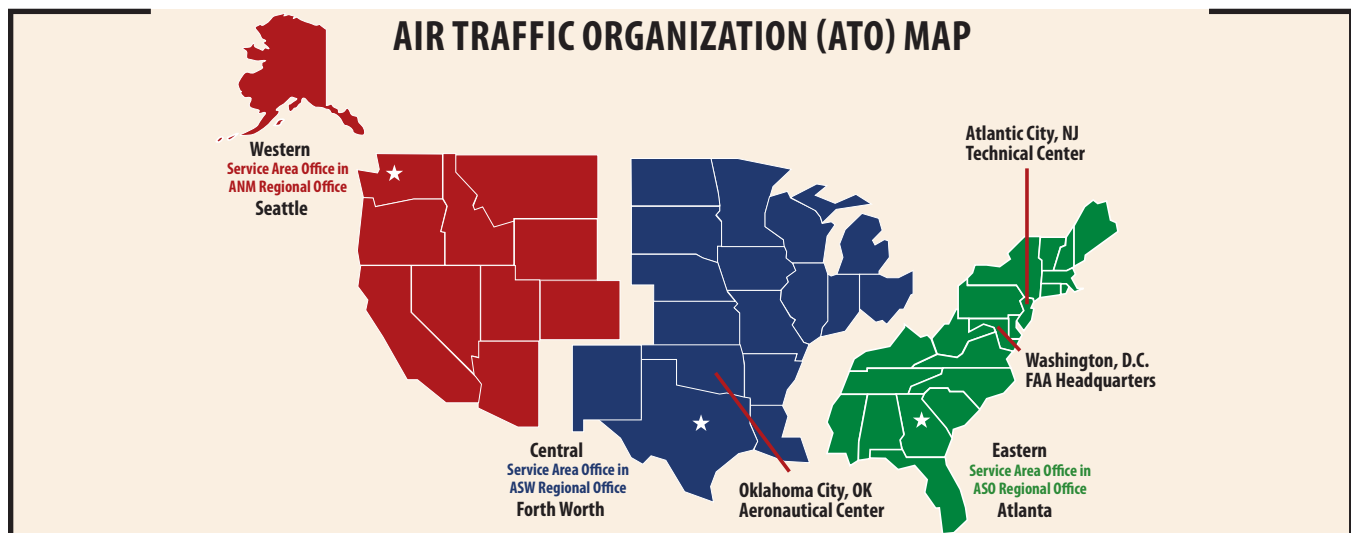 AIR TRAFFIC ORGANIZATION (ATO) MAP
Western
Service Area Office in
ANM Regional Office
Seattle
Atlantic City, NJ
Technical Center
Washington, D.C.
FAA Headquarters
Central
Service Area Office in
ASW Regional Office
Forth Worth
Oklahoma City, OK
Aeronautical Center
Eastern
Service Area Office in
ASO Regional Office
Atlanta